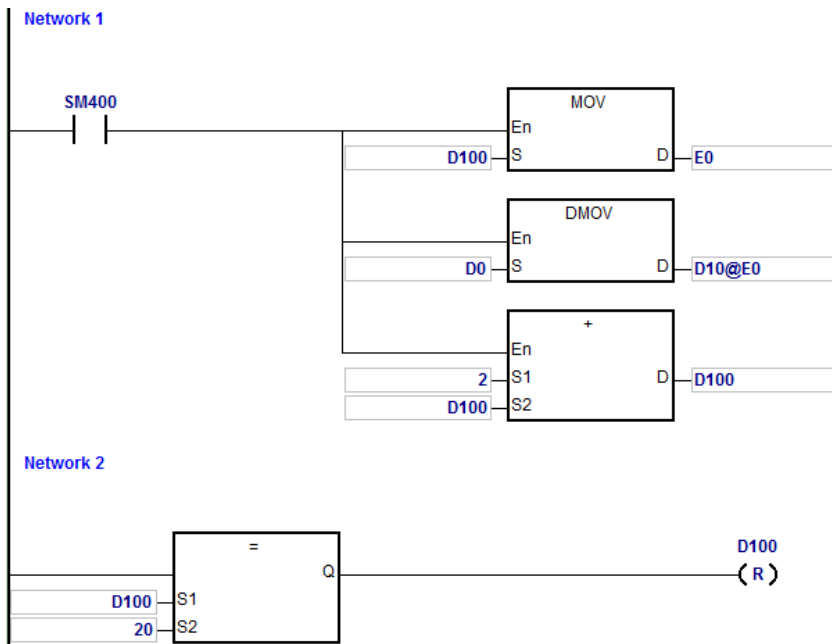 Network 1
SM400
MOV
En
D100 S D E0
DMOV
En
D0 S D D10@E0
+
En
2 S1 D D100
D100 S2
Network 2
= D100
Q R
D100 S1
20 S2